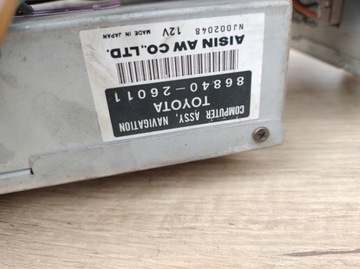 COMPUTER ASSY, NAVIGATION
TOYOTA
86840-26011
AISIN AW CO.,LTD.
NJ002048 12V MADE IN JAPAN